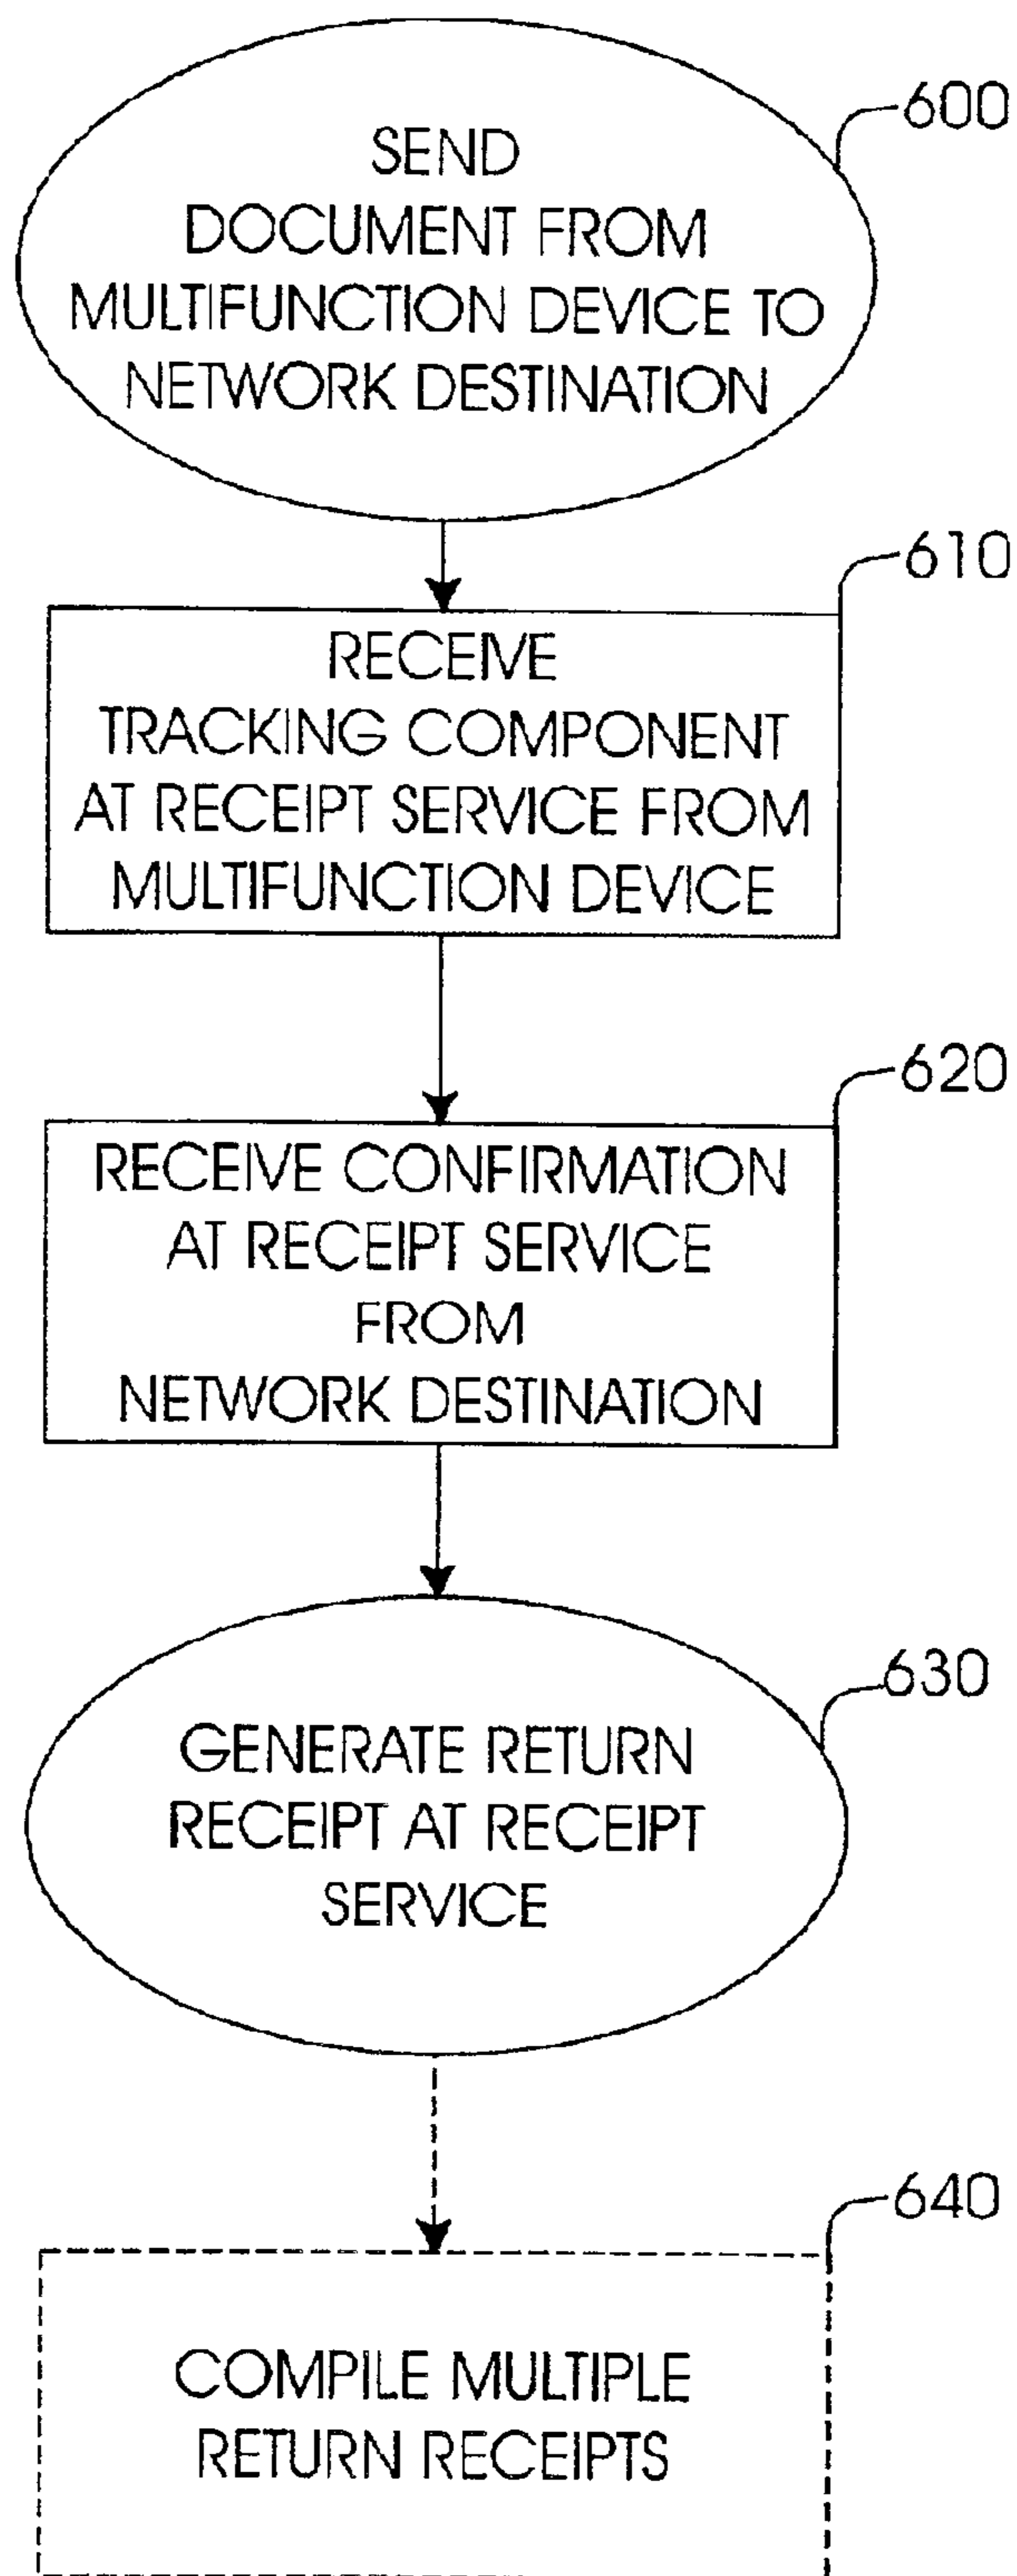 600
SEND
DOCUMENT FROM
MULTIFUNCTION DEVICE TO
NETWORK DESTINATION
610
RECEIVE
TRACKING COMPONENT
AT RECEIPT SERVICE FROM
MULTIFUNCTION DEVICE
620
RECEIVE CONFIRMATION
AT RECEIPT SERVICE
FROM
NETWORK DESTINATION
630
GENERATE RETURN
RECEIPT AT RECEIPT
SERVICE
640
COMPILE MULTIPLE
RETURN RECEIPTS